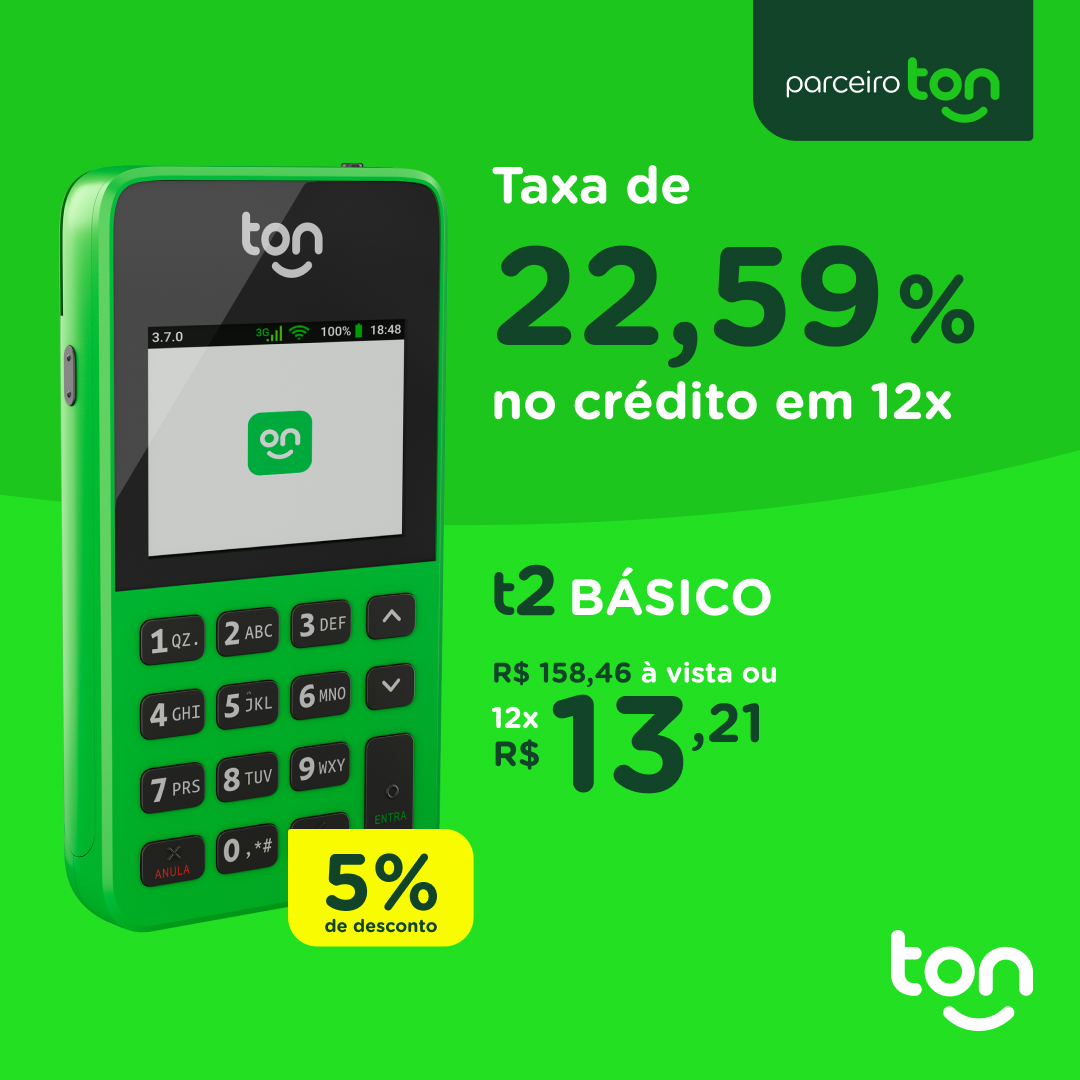 parceiro ton
Taxa de
22,59%
no crédito em 12x
ton
3.7.0 3G 100% 18:48
on
1 QZ. 2 ABC 3 DEF
4 GHI 5 JKL 6 MNO
7 PRS 8 TUV 9 WXY
ANULA 0,*# ENTRA
t2 BÁSICO
R$ 158,46 à vista ou
12x
R$ 13,21
5%
de desconto
ton